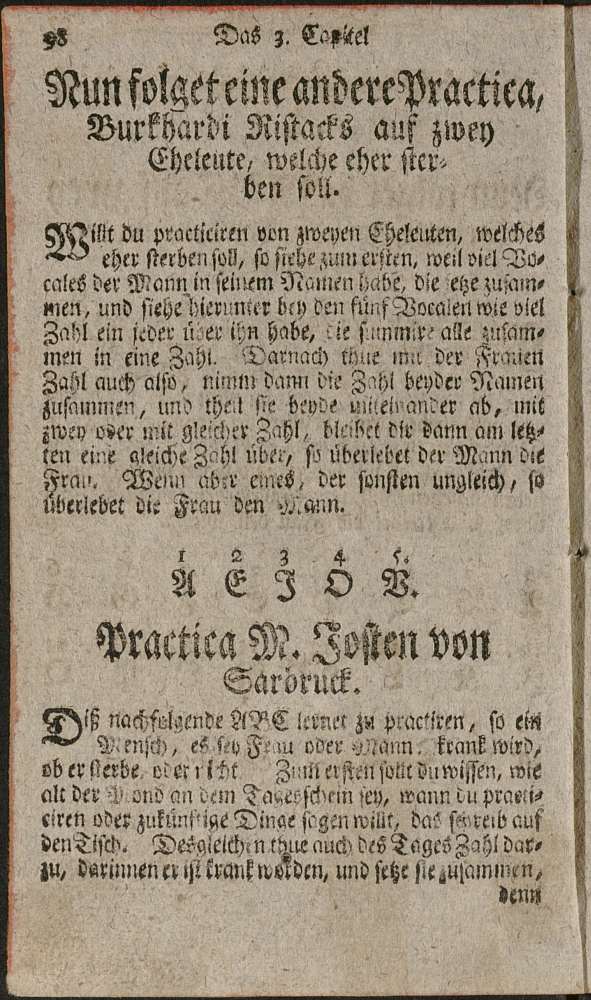 98 Das 3. Capitel
Nun folget eine andere Practica,
Burkhardi Ristacks auf zwey
Eheleute, welche eher ster-
ben soll.
Willt du practiciren von zweyen Eheleuten, welches
eher sterben soll, so siehe zum ersten, weil viel Vo-
cales der Mann in seinem Namen habe, die setze zusam-
men, und siehe hierunter bey den fünf Vocalen wie viel
Zahl ein jeder über ihn habe, die summire alle zusam-
men in eine Zahl. Darnach thue mit der Frauen
Zahl auch also, nimm dann die Zahl beyder Namen
zusammen, und theil sie beyde miteinander ab, mit
zwey oder mit gleicher Zahl, bleibet dir dann am letz-
ten eine gleiche Zahl über, so überlebet der Mann die
Frau. Wenn aber eines, der sonsten ungleich, so
überlebet die Frau den Mann.
1 2 3 4 5.
A E J O V.
Practica M. Josten von
Sarbruck.
Diß nachfolgende ABC lernet zu practiren, so ein
Mensch, es sey Frau oder Mann, krank wird,
ob er sterbe oder nicht. Zum ersten sollt du wissen, wie
alt der Mond an dem Tagesschein sey, wann du practi-
ciren oder zukünftige Dinge sagen willt, das schreib auf
den Tisch. Desgleichen thue auch des Tages Zahl dar-
zu, darinnen er ist krank worden, und setze sie zusammen,
denn